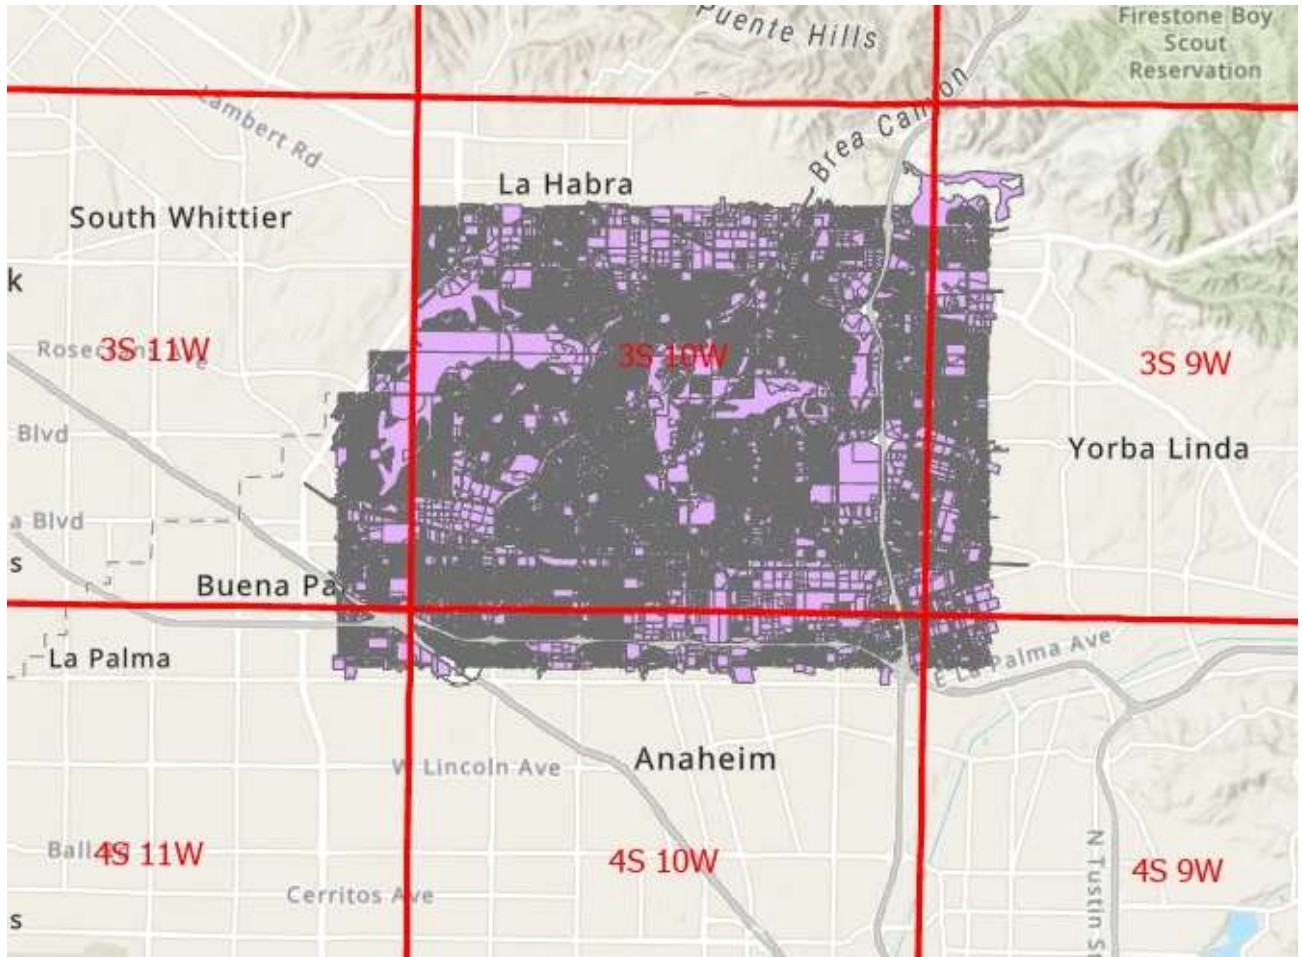 Puente Hills
Firestone Boy
Scout
Reservation
Lambert Rd
Brea Canyon
La Habra
South Whittier
k
3S 11W
3S 10W
3S 9W
Blvd
Yorba Linda
a Blvd
s
Buena Pa
La Palma
E La Palma Ave
Anaheim
W Lincoln Ave
Ball
4S 11W
4S 10W
4S 9W
Cerritos Ave
N Tustin S
s